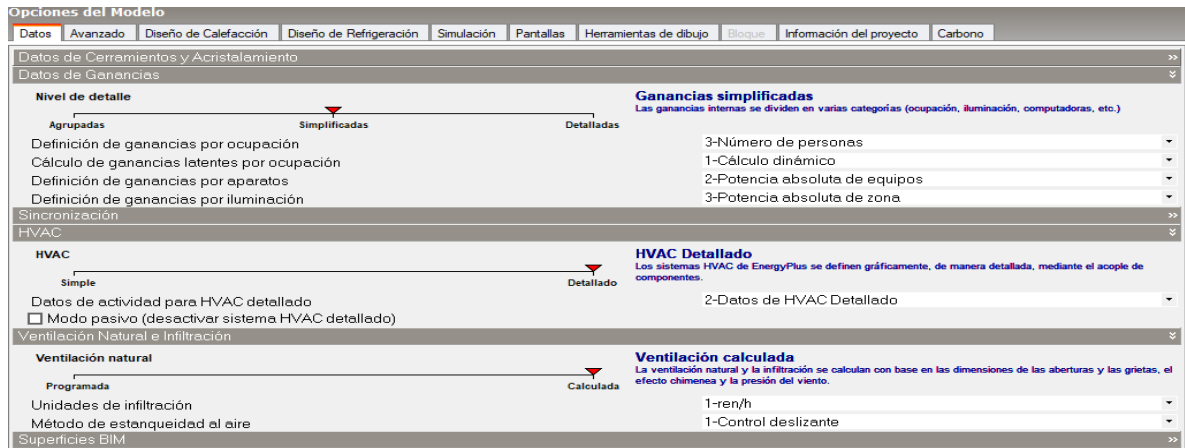 Opciones del Modelo
Datos Avanzado Diseño de Calefacción Diseño de Refrigeración Simulación Pantallas Herramientas de dibujo Bloque Información del proyecto Carbono
Datos de Cerramientos y Acristalamiento
Datos de Ganancias
Nivel de detalle
Agrupadas Simplificadas Detalladas
Ganancias simplificadas
Las ganancias internas se dividen en varias categorías (ocupación, iluminación, computadoras, etc.)
Definición de ganancias por ocupación 3-Número de personas
Cálculo de ganancias latentes por ocupación 1-Cálculo dinámico
Definición de ganancias por aparatos 2-Potencia absoluta de equipos
Definición de ganancias por iluminación 3-Potencia absoluta de zona
Sincronización
HVAC
HVAC
Simple Detallado
HVAC Detallado
Los sistemas HVAC de EnergyPlus se definen gráficamente, de manera detallada, mediante el acople de
componentes.
Datos de actividad para HVAC detallado 2-Datos de HVAC Detallado
Modo pasivo (desactivar sistema HVAC detallado)
Ventilación Natural e Infiltración
Ventilación natural
Programada Calculada
Ventilación calculada
La ventilación natural y la infiltración se calculan con base en las dimensiones de las aberturas y las grietas, el
efecto chimenea y la presión del viento.
Unidades de infiltración 1-ren/h
Método de estanqueidad al aire 1-Control deslizante
Superficies BIM